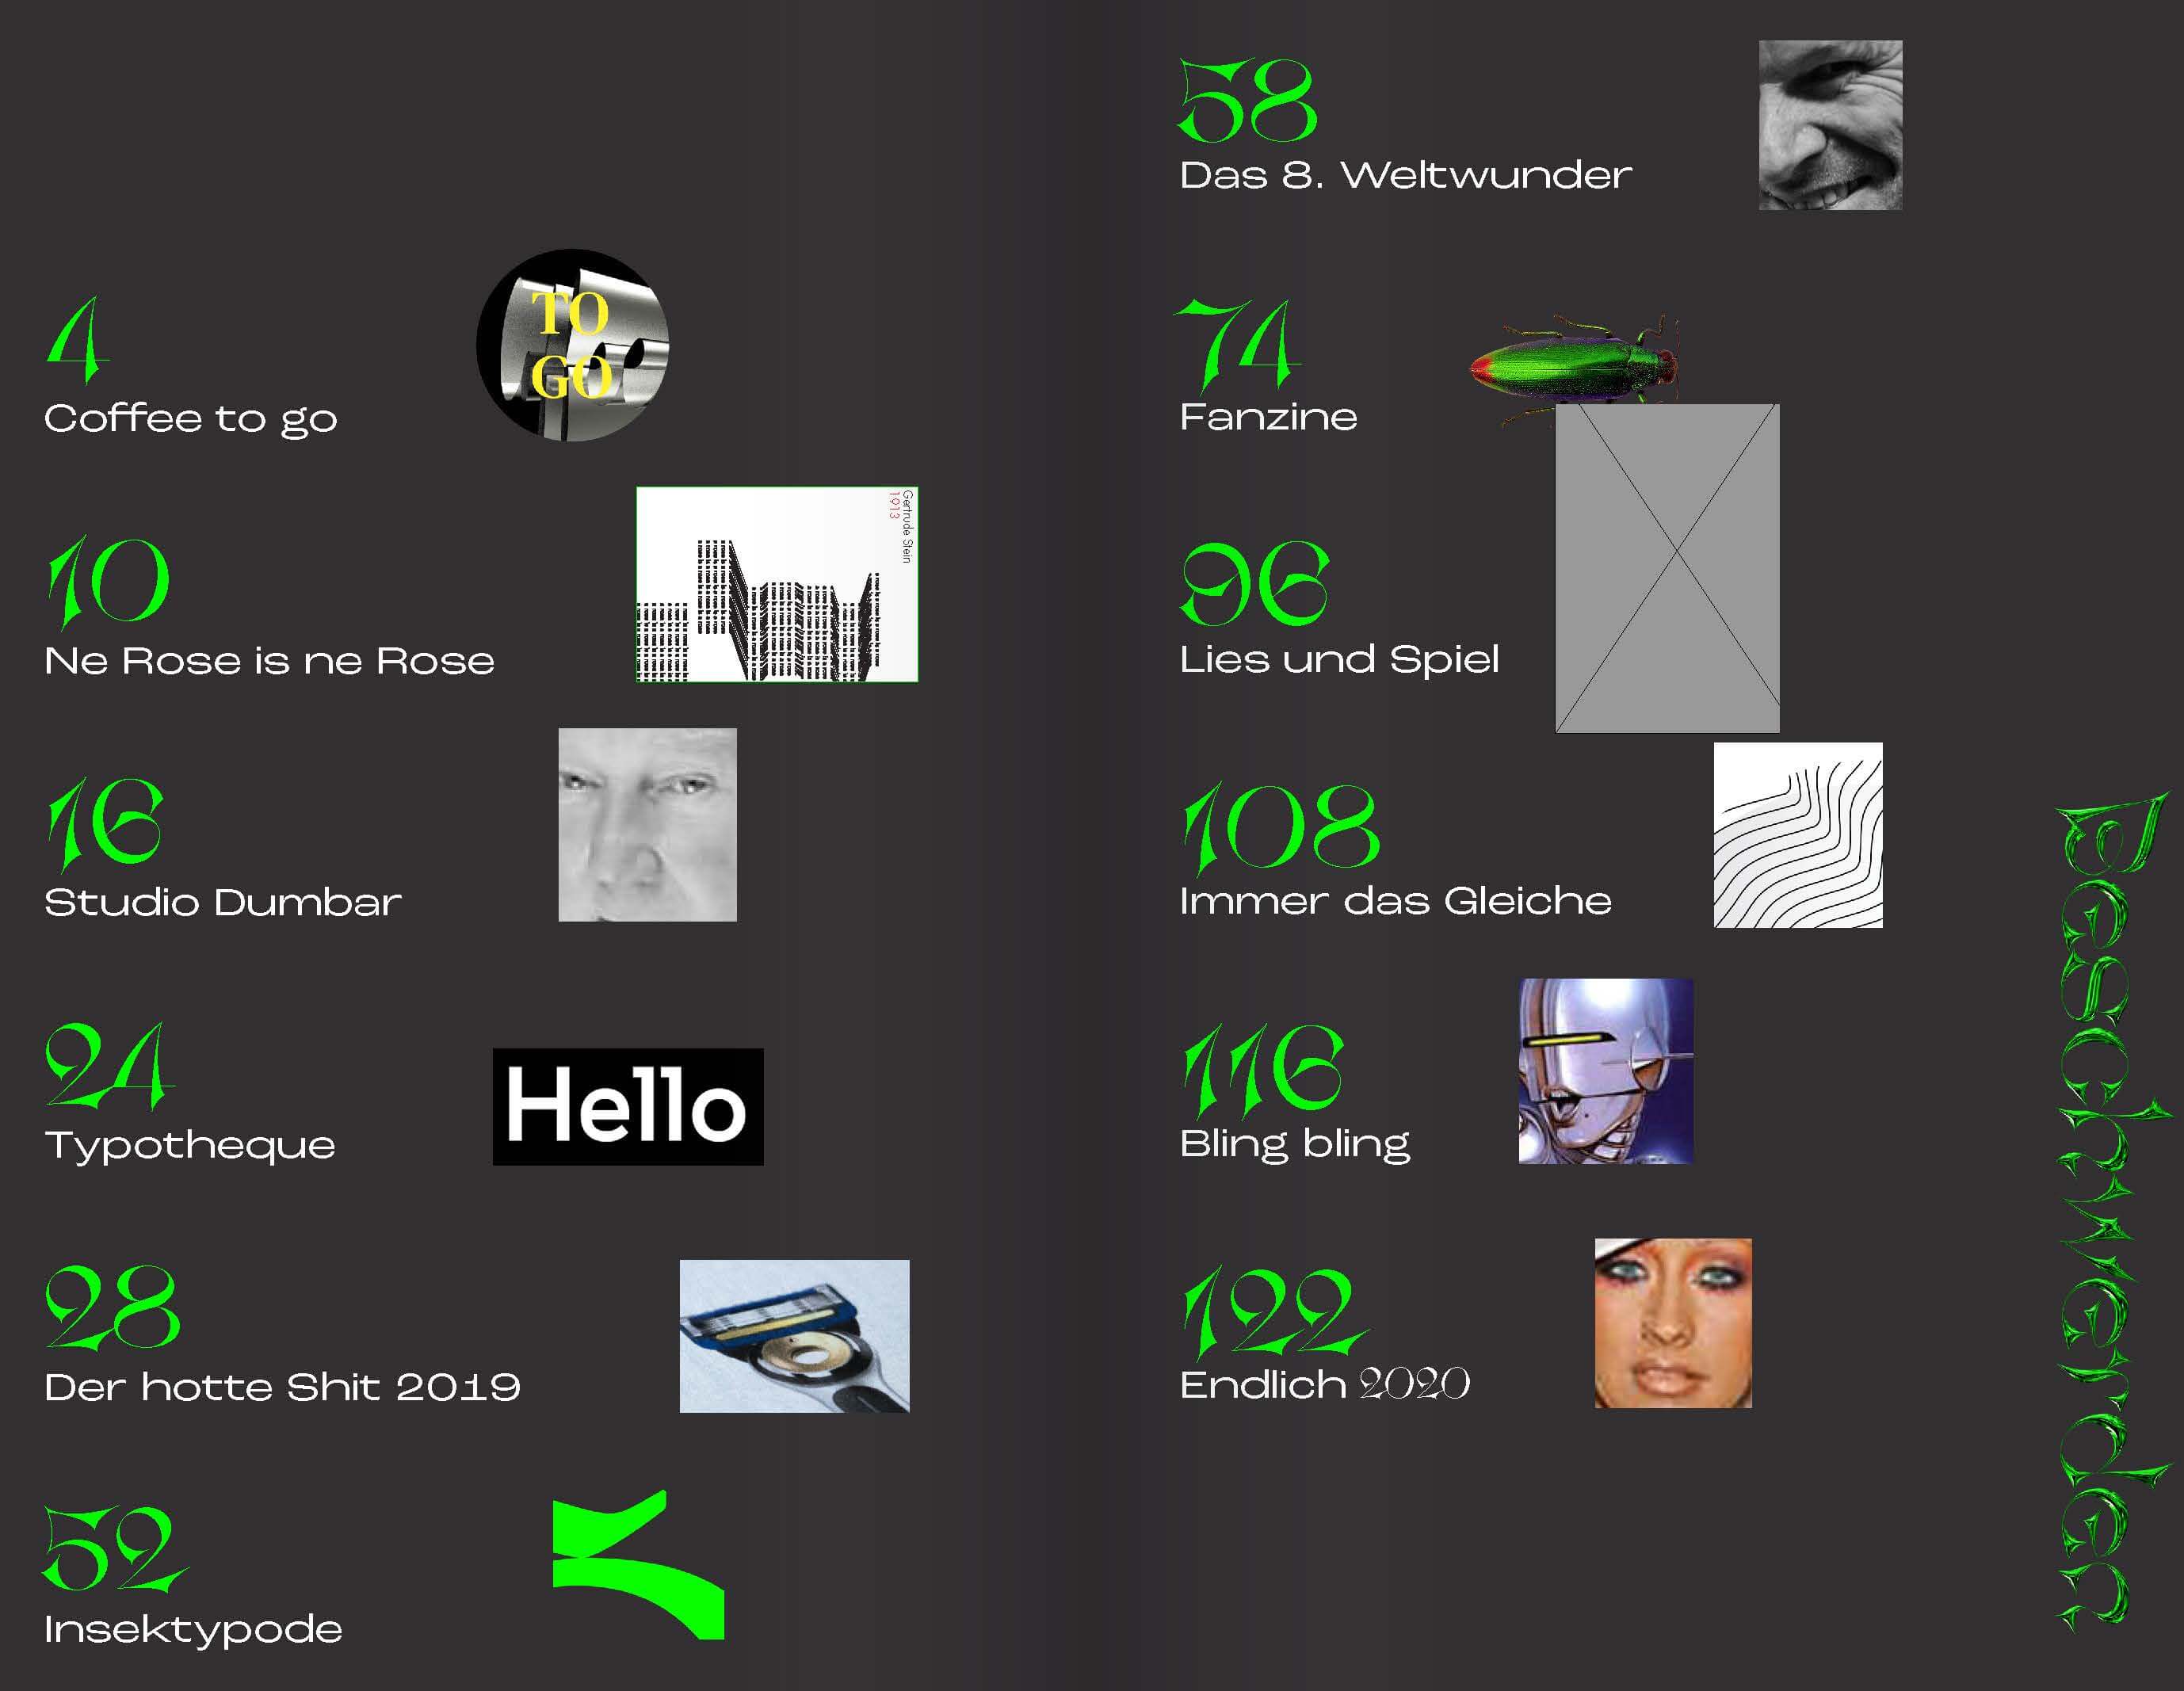 4
Coffee to go
TO
GO
10
Ne Rose is ne Rose
Gertrude Stein
1913
16
Studio Dumbar
24
Typotheque
Hello
28
Der hotte Shit 2019
52
Insektypode
58
Das 8. Weltwunder
74
Fanzine
96
Lies und Spiel
108
Immer das Gleiche
116
Bling bling
122
Endlich 2020
Beschwerden